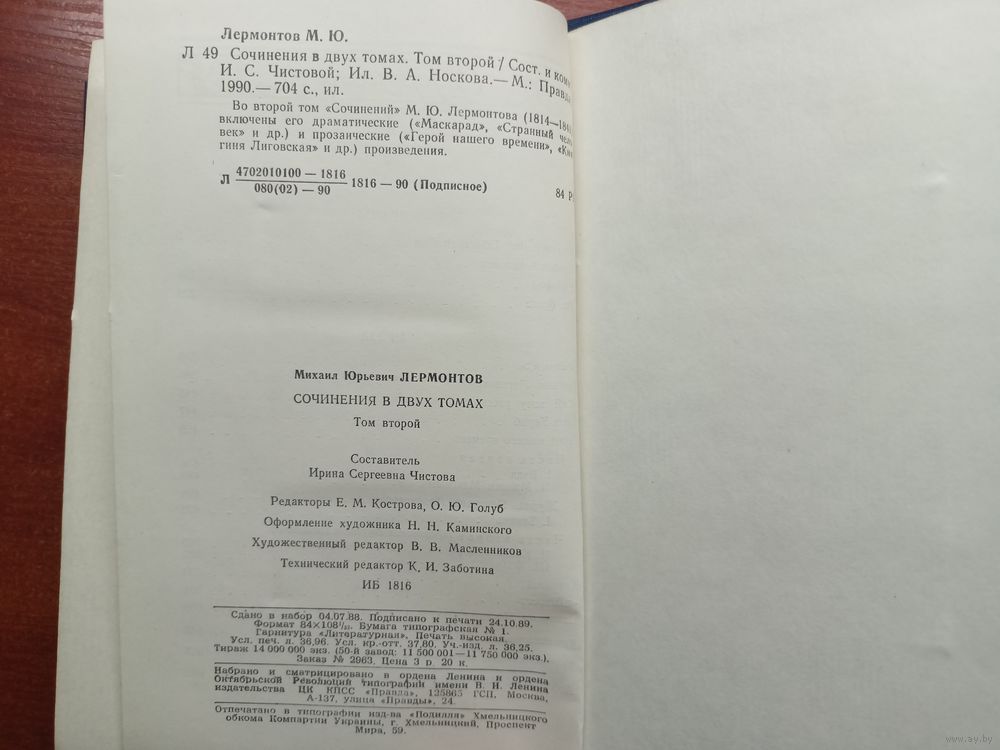 Лермонтов М. Ю.
Л 49 Сочинения в двух томах. Том второй / Сост. и
И. С. Чистовой; Ил. В. А. Носкова.— М.: Правда
1990.— 704 с., ил.
Во второй том «Сочинений» М. Ю. Лермонтова (1814—1841)
включены его драматические («Маскарад», «Странный
век» и др.) и прозаические («Герой нашего времени»,
гиня Лиговская» и др.) произведения.
Л 4702010100 — 1816
080(02) — 90
1816 — 90 (Подписное)
84 Р
Михаил Юрьевич ЛЕРМОНТОВ
СОЧИНЕНИЯ В ДВУХ ТОМАХ
Том второй
Составитель
Ирина Сергеевна Чистова
Редакторы Е. М. Кострова, О. Ю. Голуб
Оформление художника Н. Н. Каминского
Художественный редактор В. В. Масленников
Технический редактор К. И. Заботина
ИБ 1816
Сдано в набор 04.07.88. Подписано к печати 24.10.89.
Формат 84×108¹/₃₂. Бумага типографская № 1.
Гарнитура «Литературная». Печать высокая.
Усл. печ. л. 36,96. Усл. кр.-отт. 37,80. Уч.-изд. л. 36,25.
Тираж 14 000 000 экз. (50-й завод: 11 500 001—11 750 000 экз.).
Заказ № 2963. Цена 3 р. 20 к.
Набрано и сматрицировано в ордена Ленина и ордена
Октябрьской Революции типографии имени В. И. Ленина
издательства ЦК КПСС «Правда», 125865 ГСП, Москва,
А-137, улица «Правды», 24.
Отпечатано в типографии изд-ва «Подилля» Хмельницкого
обкома Компартии Украины, г. Хмельницкий, Проспект
Мира, 59.
www.ay.by